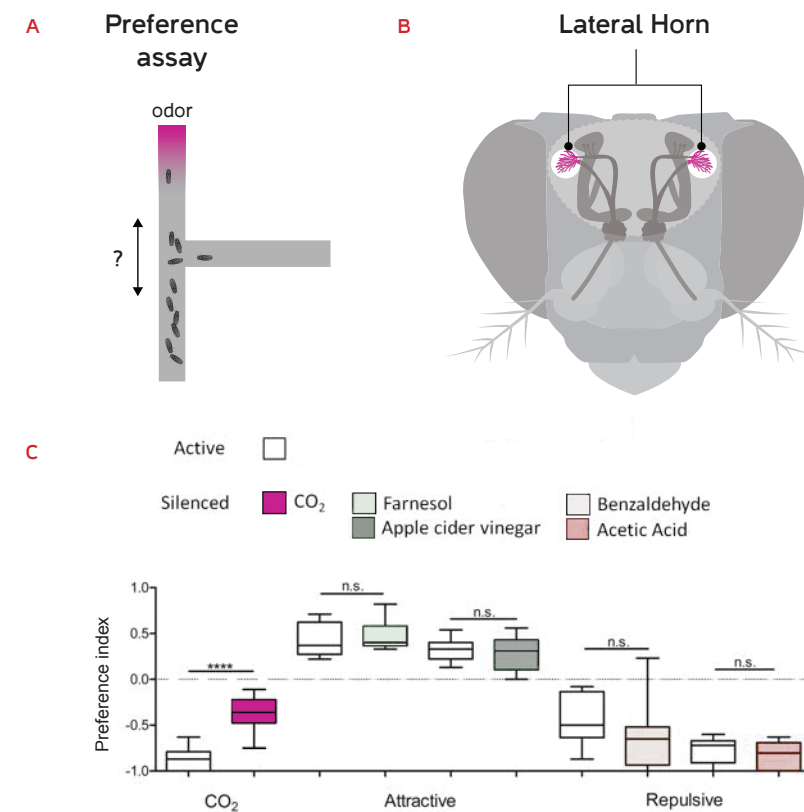 A
Preference
assay
odor
?
B
Lateral Horn
C
Active
Silenced CO₂ Farnesol Benzaldehyde
Apple cider vinegar Acetic Acid
Preference index
1.0
0.5
0.0
-0.5
-1.0
****
n.s.
n.s.
n.s.
n.s.
CO₂ Attractive Repulsive